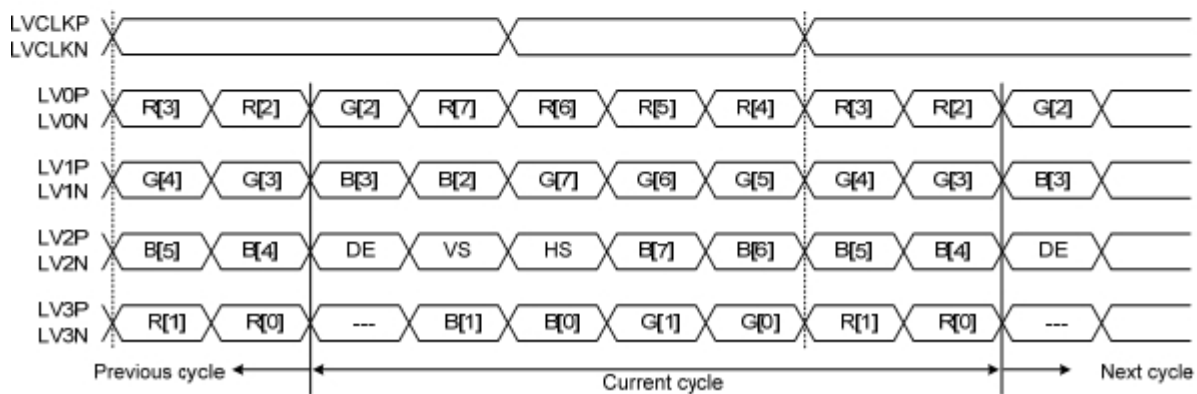 LVCLKP
LVCLKN
LV0P
LV0N
R[3] R[2] G[2] R[7] R[6] R[5] R[4] R[3] R[2] G[2]
LV1P
LV1N
G[4] G[3] B[3] B[2] G[7] G[6] G[5] G[4] G[3] B[3]
LV2P
LV2N
B[5] B[4] DE VS HS B[7] B[6] B[5] B[4] DE
LV3P
LV3N
R[1] R[0] --- B[1] B[0] G[1] G[0] R[1] R[0] ---
Previous cycle Current cycle Next cycle